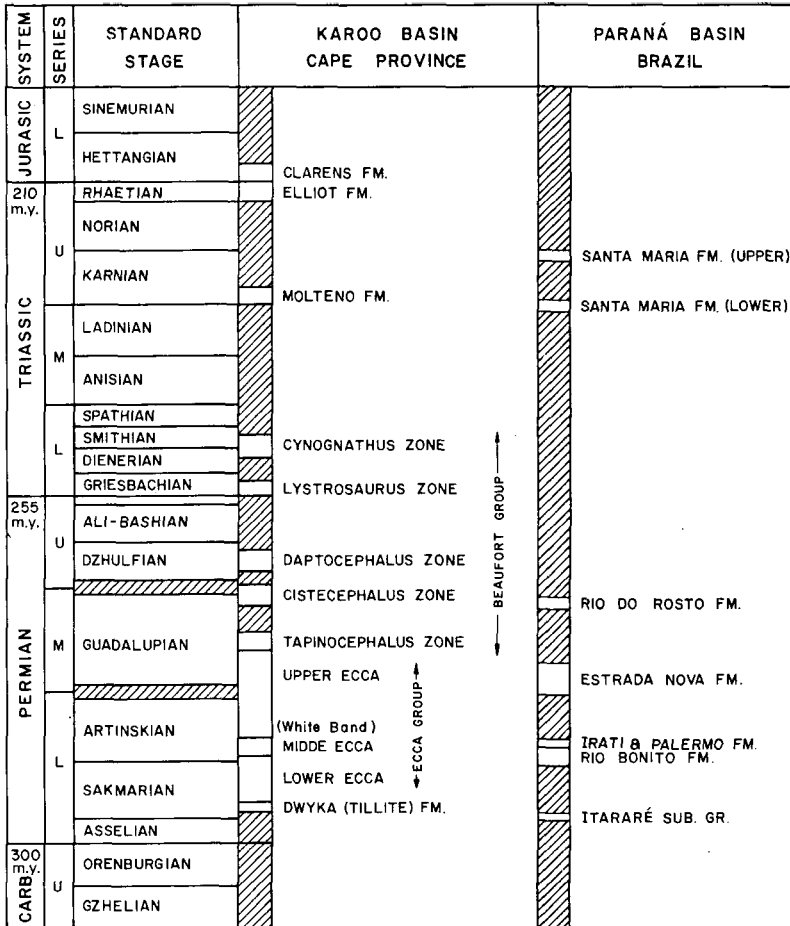 SYSTEM
SERIES
STANDARD
STAGE
KAROO BASIN
CAPE PROVINCE
PARANÁ BASIN
BRAZIL
JURASIC
L
SINEMURIAN
HETTANGIAN
CLARENS FM.
210
m.y.
RHAETIAN
ELLIOT FM.
TRIASSIC
U
NORIAN
SANTA MARIA FM. (UPPER)
KARNIAN
MOLTENO FM.
SANTA MARIA FM. (LOWER)
M
LADINIAN
ANISIAN
L
SPATHIAN
SMITHIAN
CYNOGNATHUS ZONE
DIENERIAN
GRIESBACHIAN
LYSTROSAURUS ZONE
BEAUFORT GROUP
255
m.y.
PERMIAN
U
ALI-BASHIAN
DZHULFIAN
DAPTOCEPHALUS ZONE
CISTECEPHALUS ZONE
RIO DO ROSTO FM.
M
GUADALUPIAN
TAPINOCEPHALUS ZONE
UPPER ECCA
ECCA GROUP
ESTRADA NOVA FM.
L
ARTINSKIAN
(White Band)
MIDDE ECCA
IRATI & PALERMO FM.
RIO BONITO FM.
LOWER ECCA
SAKMARIAN
DWYKA (TILLITE) FM.
ITARARÉ SUB. GR.
ASSELIAN
300
m.y.
CARB.
U
ORENBURGIAN
GZHELIAN